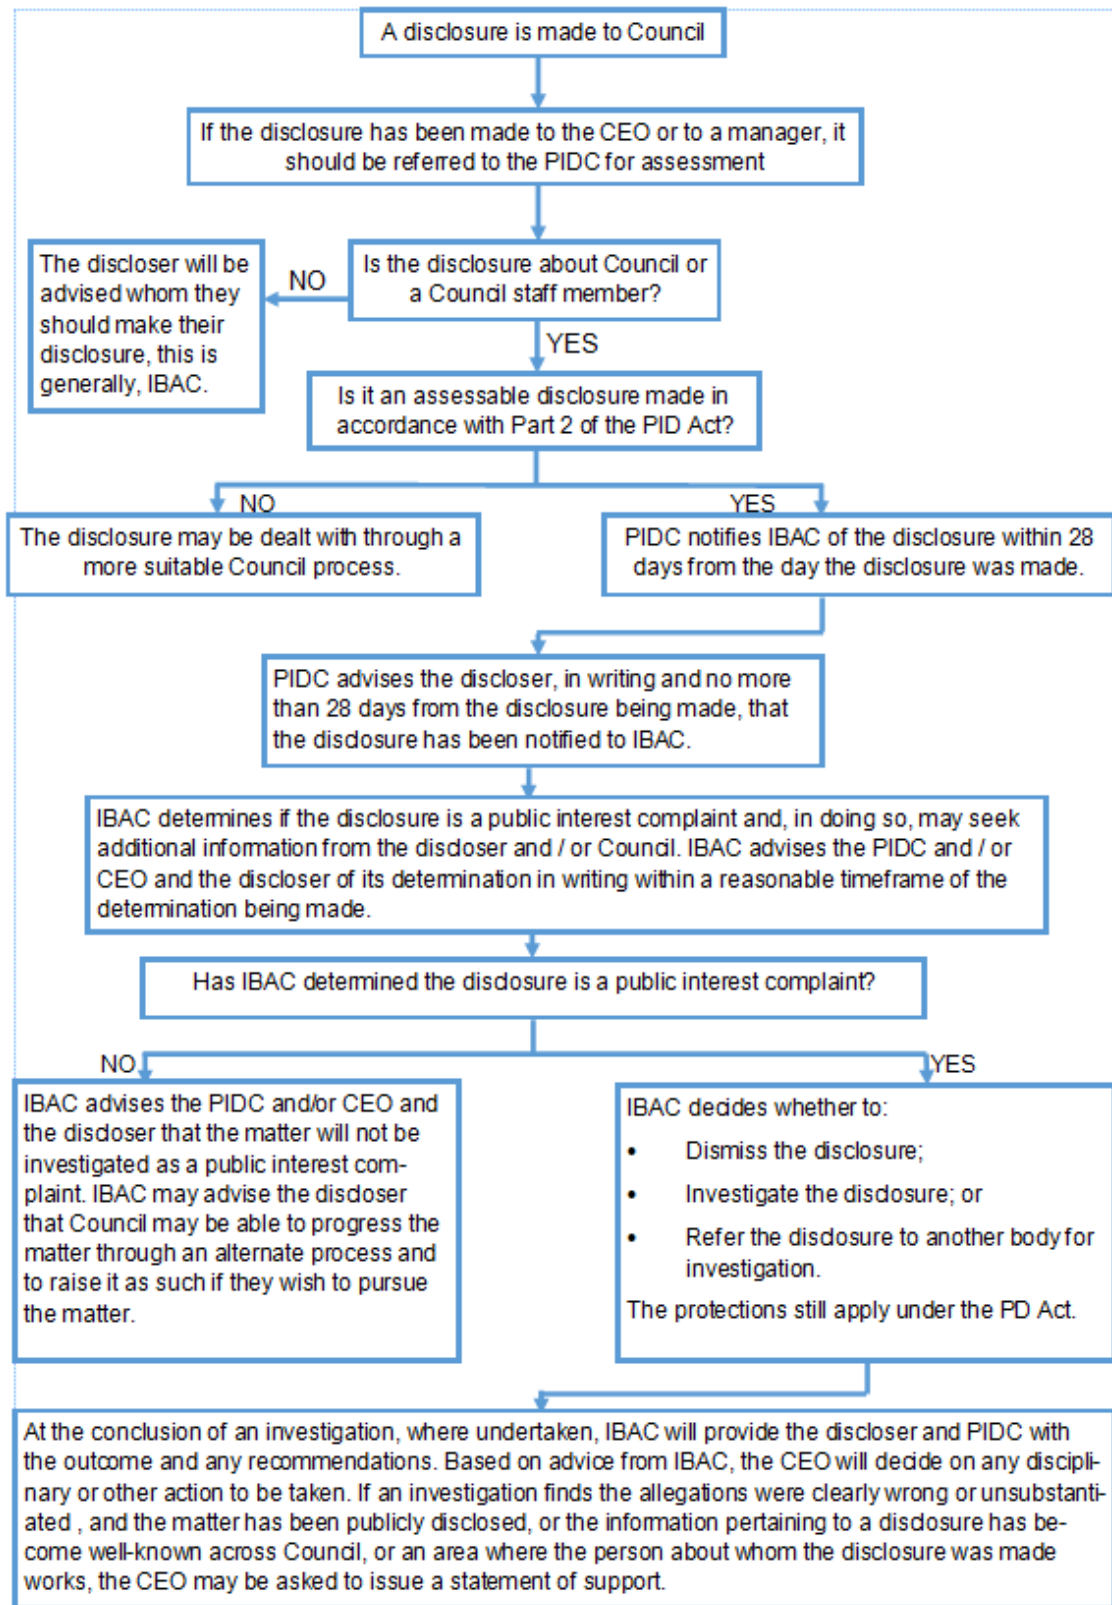 A disclosure is made to Council
If the disclosure has been made to the CEO or to a manager, it
should be referred to the PIDC for assessment
The discloser will be
advised whom they
should make their
disclosure, this is
generally, IBAC.
NO
Is the disclosure about Council or
a Council staff member?
YES
Is it an assessable disclosure made in
accordance with Part 2 of the PID Act?
NO
YES
The disclosure may be dealt with through a
more suitable Council process.
PIDC notifies IBAC of the disclosure within 28
days from the day the disclosure was made.
PIDC advises the discloser, in writing and no more
than 28 days from the disclosure being made, that
the disclosure has been notified to IBAC.
IBAC determines if the disclosure is a public interest complaint and, in doing so, may seek
additional information from the discloser and / or Council. IBAC advises the PIDC and / or
CEO and the discloser of its determination in writing within a reasonable timeframe of the
determination being made.
Has IBAC determined the disclosure is a public interest complaint?
NO
YES
IBAC advises the PIDC and/or CEO and
the discloser that the matter will not be
investigated as a public interest com-
plaint. IBAC may advise the discloser
that Council may be able to progress the
matter through an alternate process and
to raise it as such if they wish to pursue
the matter.
IBAC decides whether to:
• Dismiss the disclosure;
• Investigate the disclosure; or
• Refer the disclosure to another body for
investigation.
The protections still apply under the PD Act.
At the conclusion of an investigation, where undertaken, IBAC will provide the discloser and PIDC with
the outcome and any recommendations. Based on advice from IBAC, the CEO will decide on any discipli-
nary or other action to be taken. If an investigation finds the allegations were clearly wrong or unsubstanti-
ated , and the matter has been publicly disclosed, or the information pertaining to a disclosure has be-
come well-known across Council, or an area where the person about whom the disclosure was made
works, the CEO may be asked to issue a statement of support.